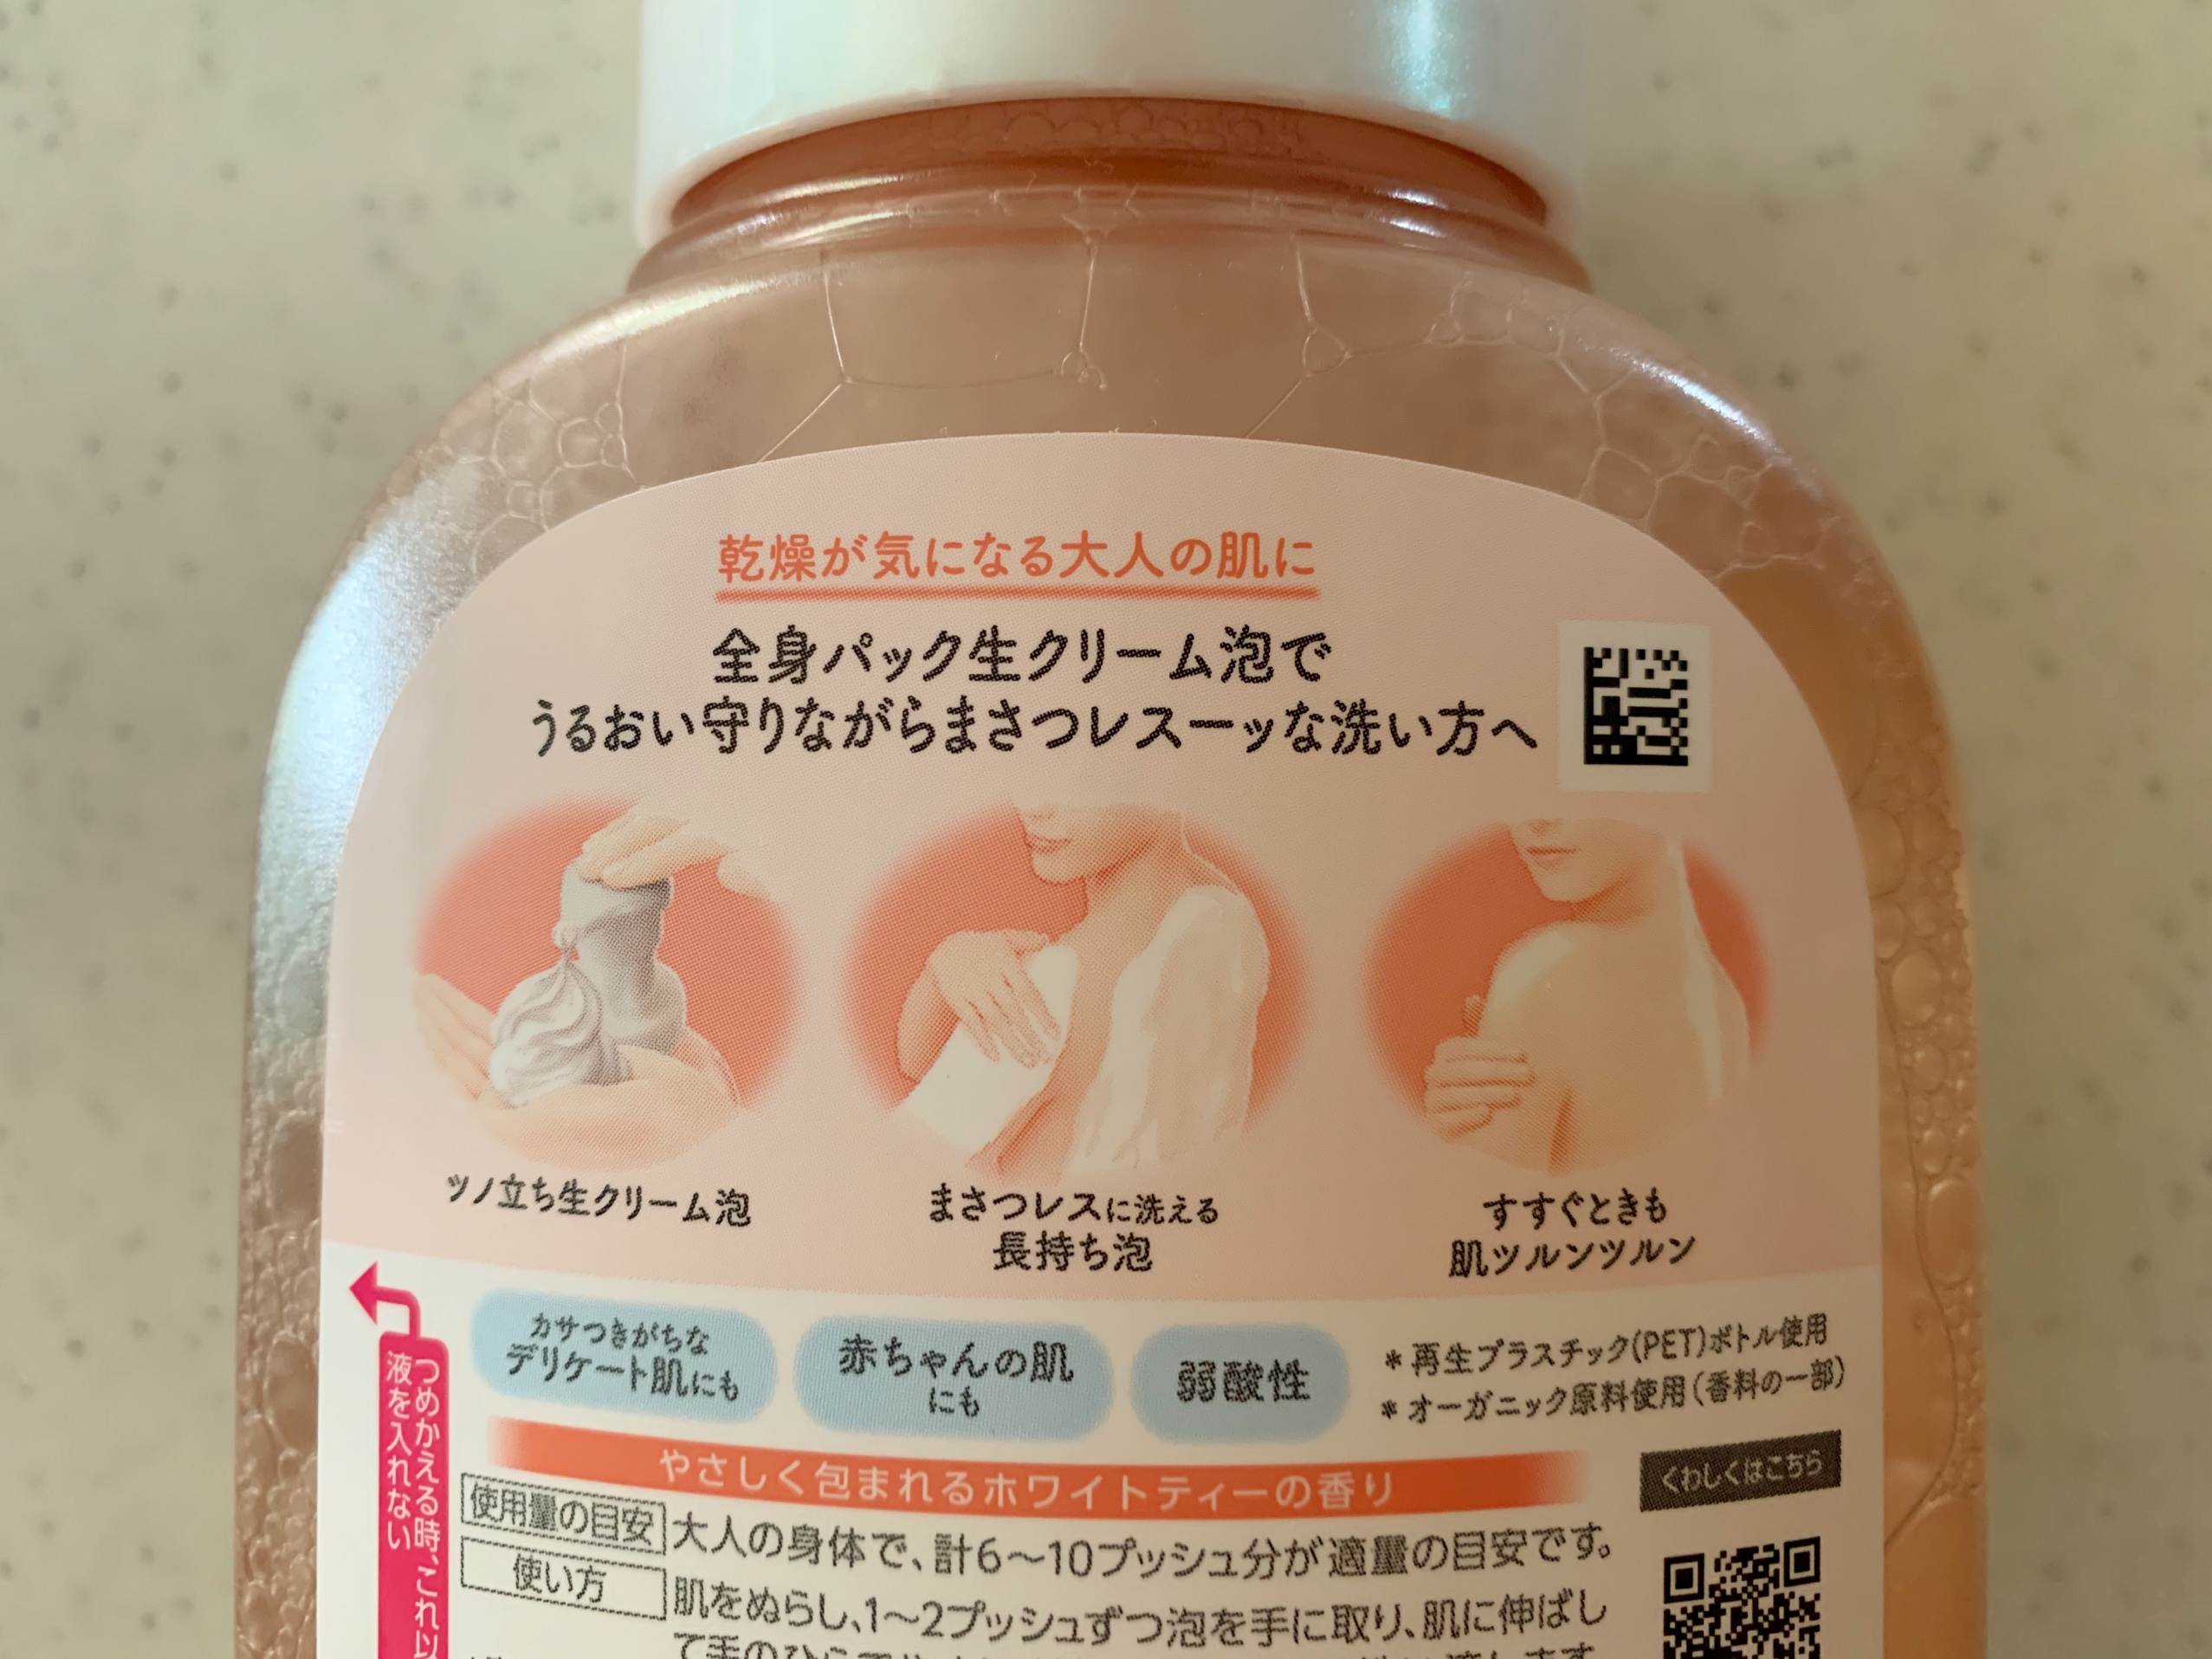 乾燥が気になる大人の肌に
全身パック生クリーム泡で
うるおい守りながらまさつレスーッな洗い方へ
ツノ立ち生クリーム泡
まさつレスに洗える
長持ち泡
すすぐときも
肌ツルンツルン
カサつきがちな
デリケート肌にも
赤ちゃんの肌
にも
弱酸性
*再生プラスチック(PET)ボトル使用
*オーガニック原料使用(香料の一部)
つめかえる時、これ以
液を入れない
やさしく包まれるホワイトティーの香り
くわしくはこちら
使用量の目安 大人の身体で、計6〜10プッシュ分が適量の目安です。
使い方 肌をぬらし、1〜2プッシュずつ泡を手に取り、肌に伸ばし